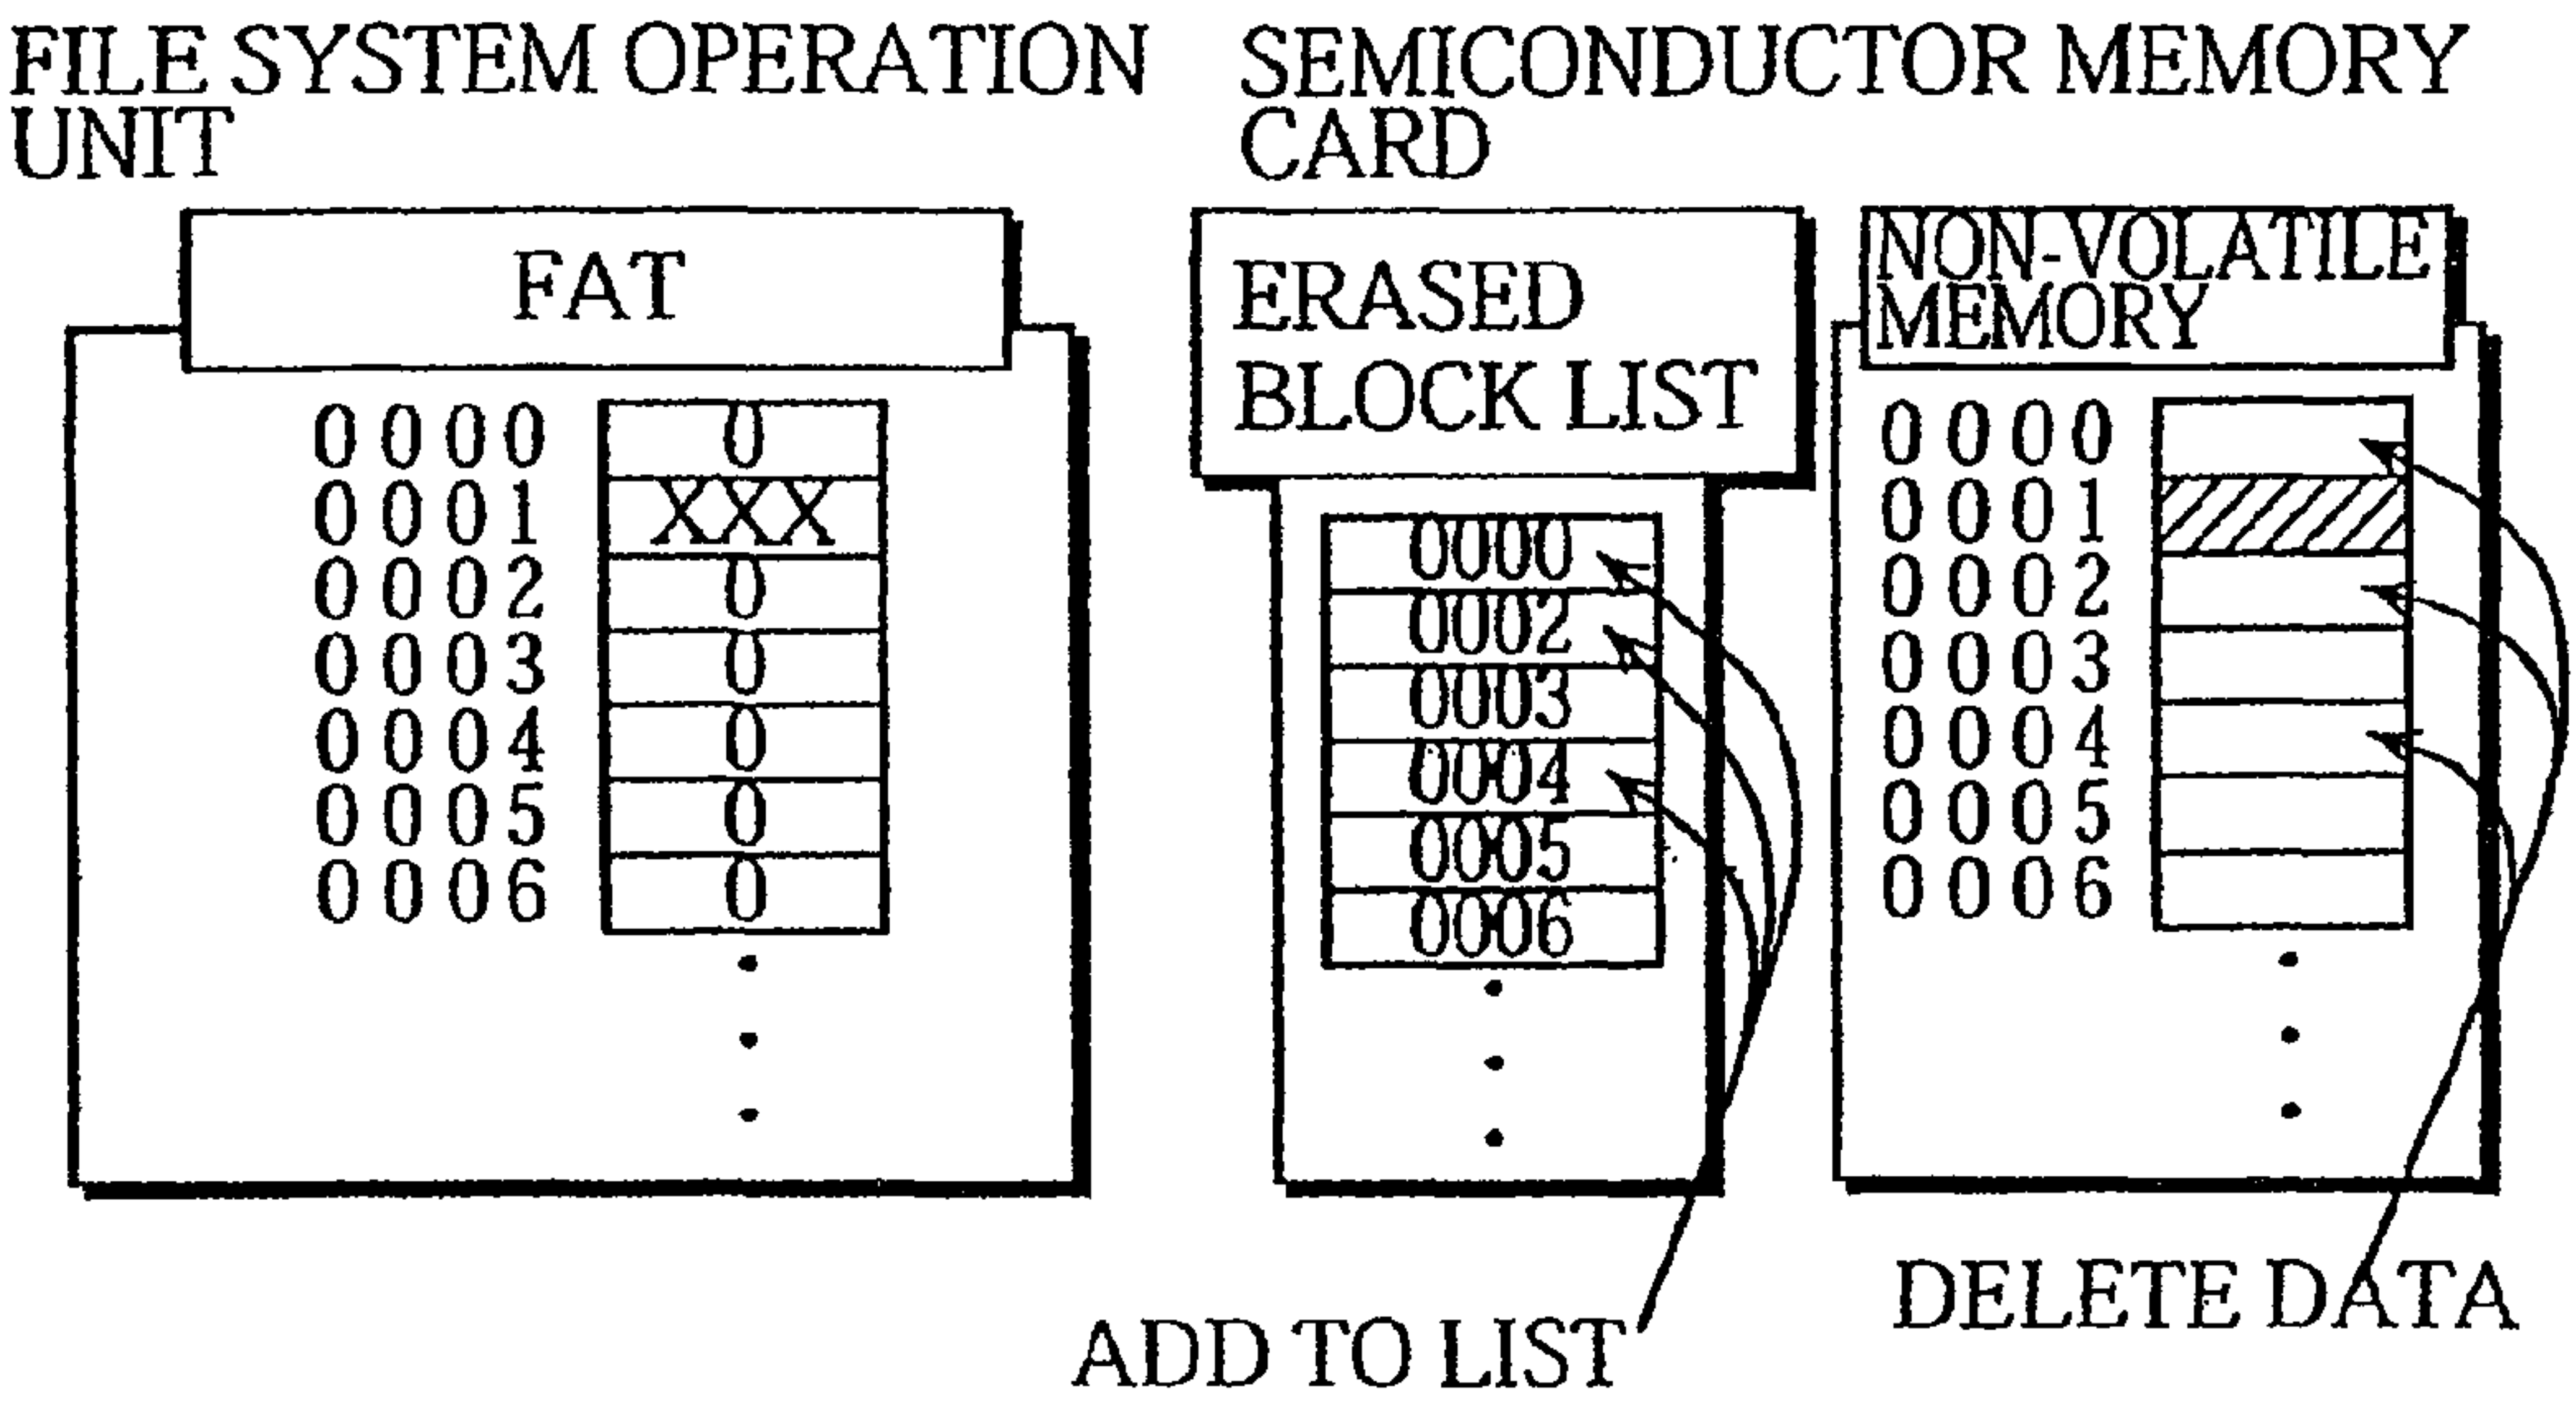 FILE SYSTEM OPERATION
UNIT
FAT
0000 0
0001 XXX
0002 0
0003 0
0004 0
0005 0
0006 0
SEMICONDUCTOR MEMORY
CARD
ERASED
BLOCK LIST
0000
0002
0003
0004
0005
0006
NON-VOLATILE
MEMORY
0000
0001
0002
0003
0004
0005
0006
ADD TO LIST
DELETE DATA